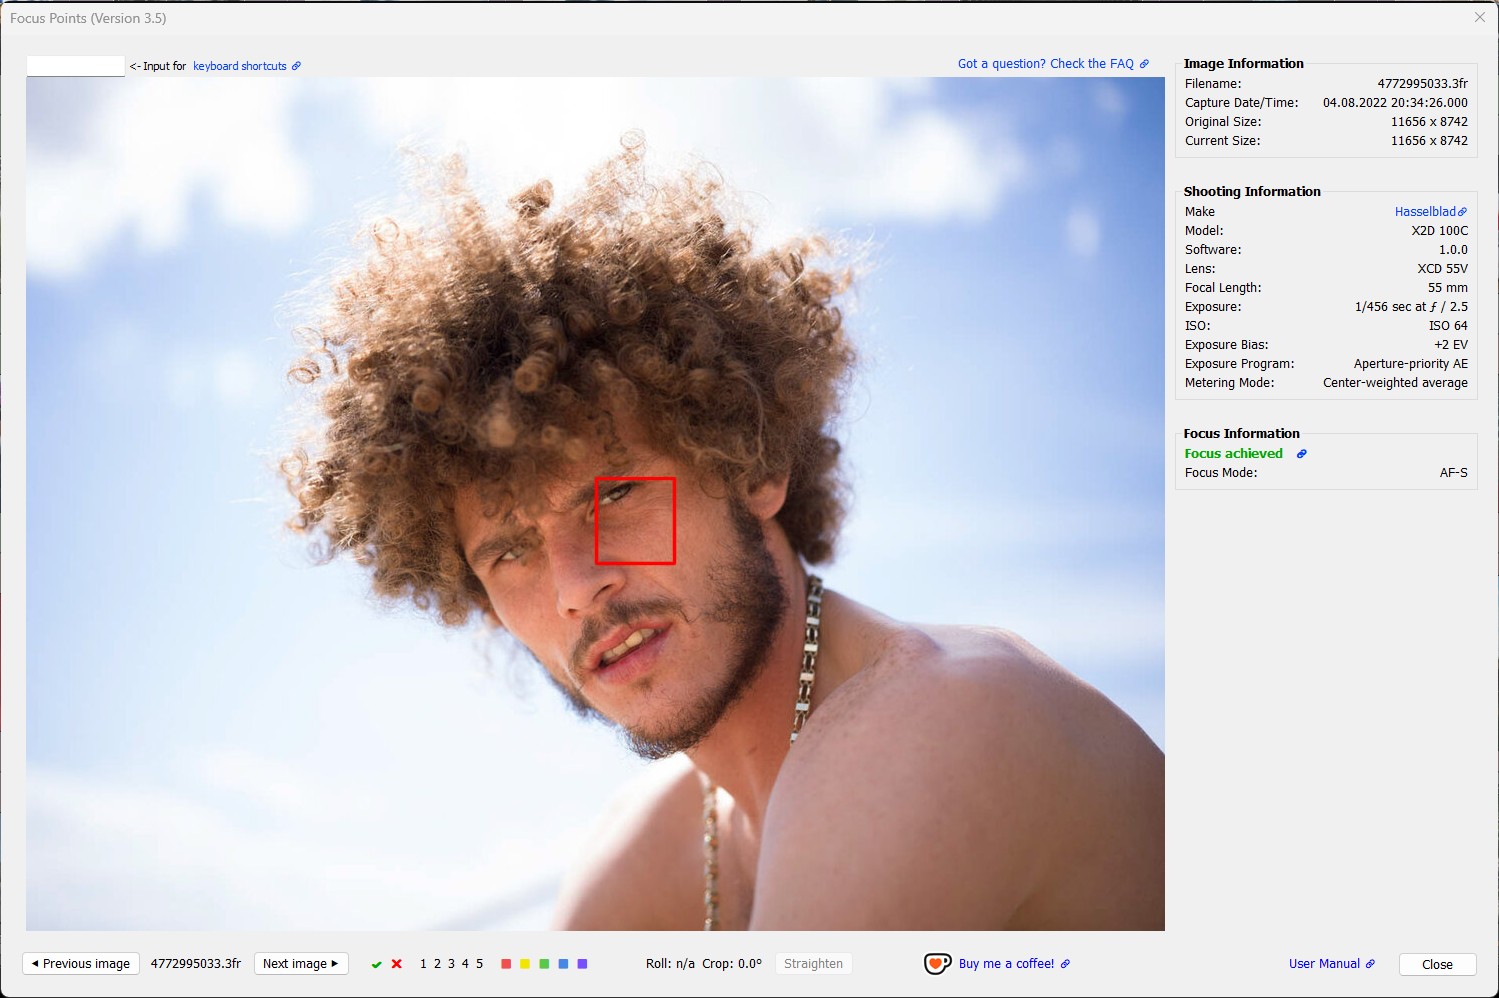 Focus Points (Version 3.5)
<- Input for keyboard shortcuts
Got a question? Check the FAQ
Image Information
Filename: 4772995033.3fr
Capture Date/Time: 04.08.2022 20:34:26.000
Original Size: 11656 x 8742
Current Size: 11656 x 8742
Shooting Information
Make Hasselblad
Model: X2D 100C
Software: 1.0.0
Lens: XCD 55V
Focal Length: 55 mm
Exposure: 1/456 sec at ƒ / 2.5
ISO: ISO 64
Exposure Bias: +2 EV
Exposure Program: Aperture-priority AE
Metering Mode: Center-weighted average
Focus Information
Focus achieved
Focus Mode: AF-S
Previous image 4772995033.3fr Next image 1 2 3 4 5 Roll: n/a Crop: 0.0° Straighten Buy me a coffee! User Manual Close